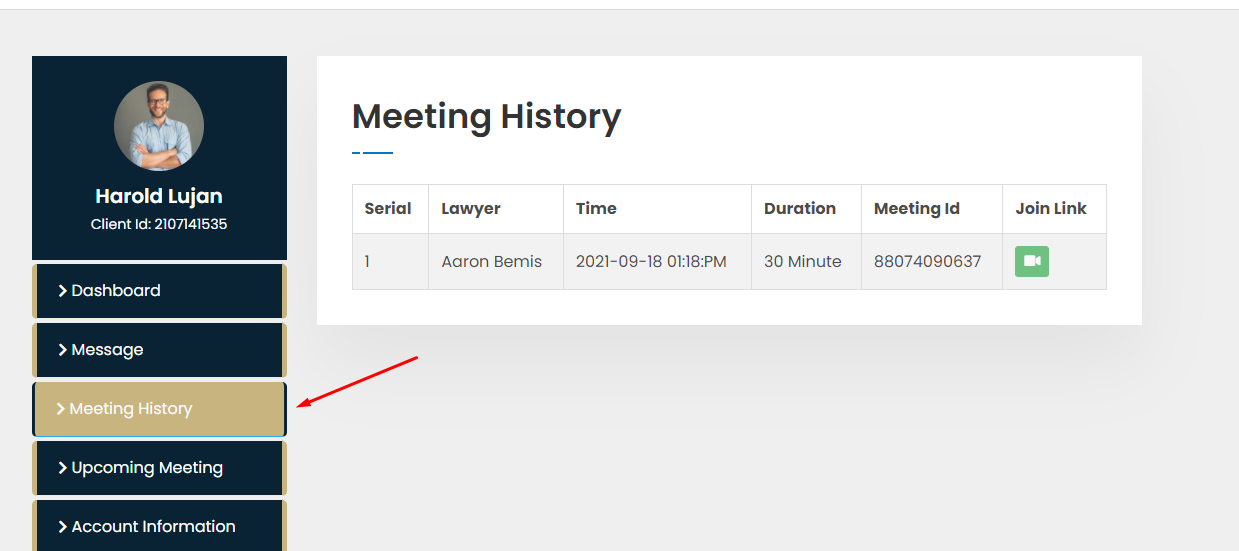 Harold Lujan
Client Id: 2107141535
Dashboard
Message
Meeting History
Upcoming Meeting
Account Information
Meeting History
Serial Lawyer Time Duration Meeting Id Join Link
1 Aaron Bemis 2021-09-18 01:18:PM 30 Minute 88074090637